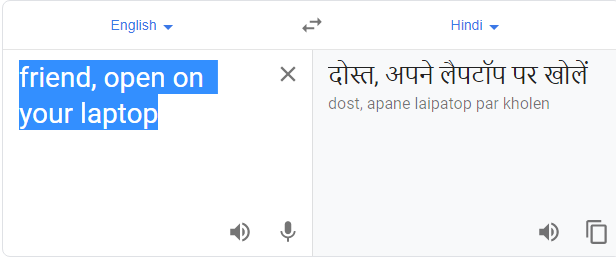 English Hindi
friend, open on
your laptop
दोस्त, अपने लैपटॉप पर खोलें
dost, apane laipatop par kholen